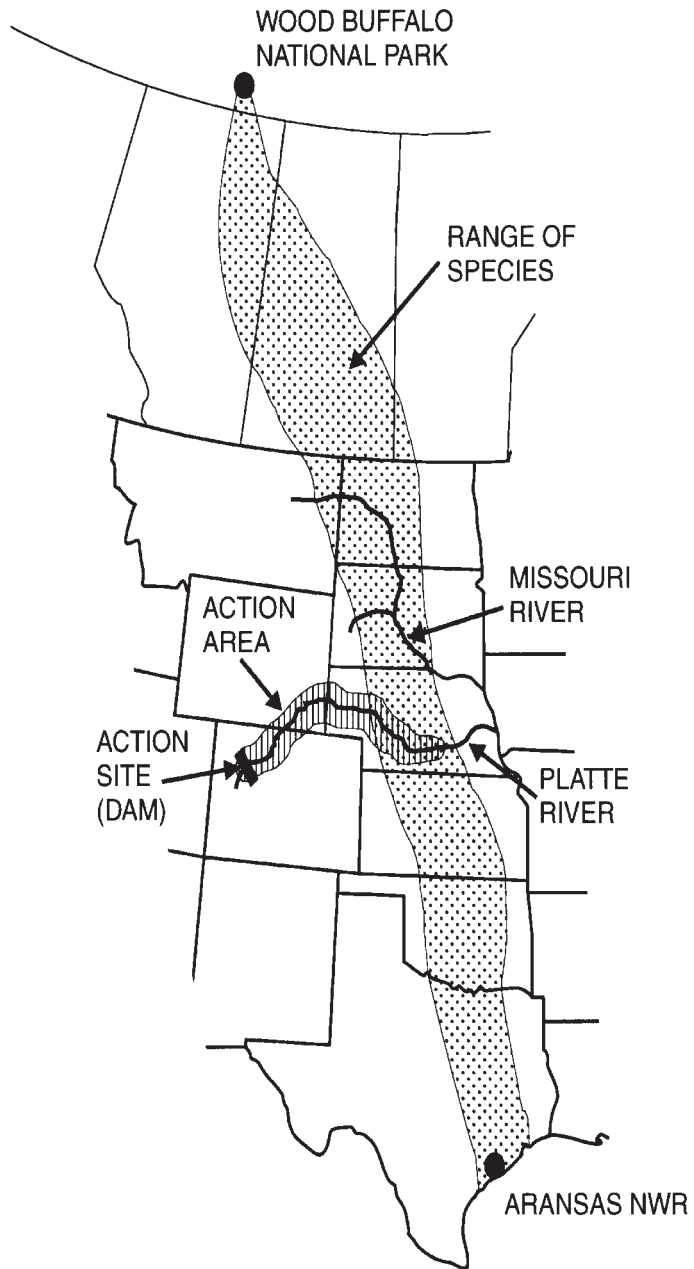 WOOD BUFFALO
NATIONAL PARK
RANGE OF
SPECIES
MISSOURI
RIVER
ACTION
AREA
ACTION
SITE
(DAM)
PLATTE
RIVER
ARANSAS NWR